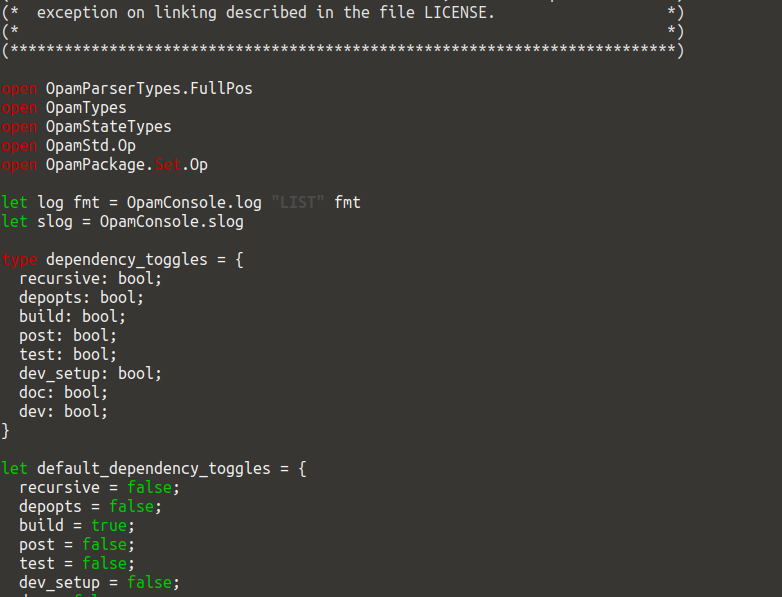 (*  exception on linking described in the file LICENSE.                   *)
(*                                                                        *)
(**************************************************************************)

open OpamParserTypes.FullPos
open OpamTypes
open OpamStateTypes
open OpamStd.Op
open OpamPackage.Set.Op

let log fmt = OpamConsole.log "LIST" fmt
let slog = OpamConsole.slog

type dependency_toggles = {
  recursive: bool;
  depopts: bool;
  build: bool;
  post: bool;
  test: bool;
  dev_setup: bool;
  doc: bool;
  dev: bool;
}

let default_dependency_toggles = {
  recursive = false;
  depopts = false;
  build = true;
  post = false;
  test = false;
  dev_setup = false;